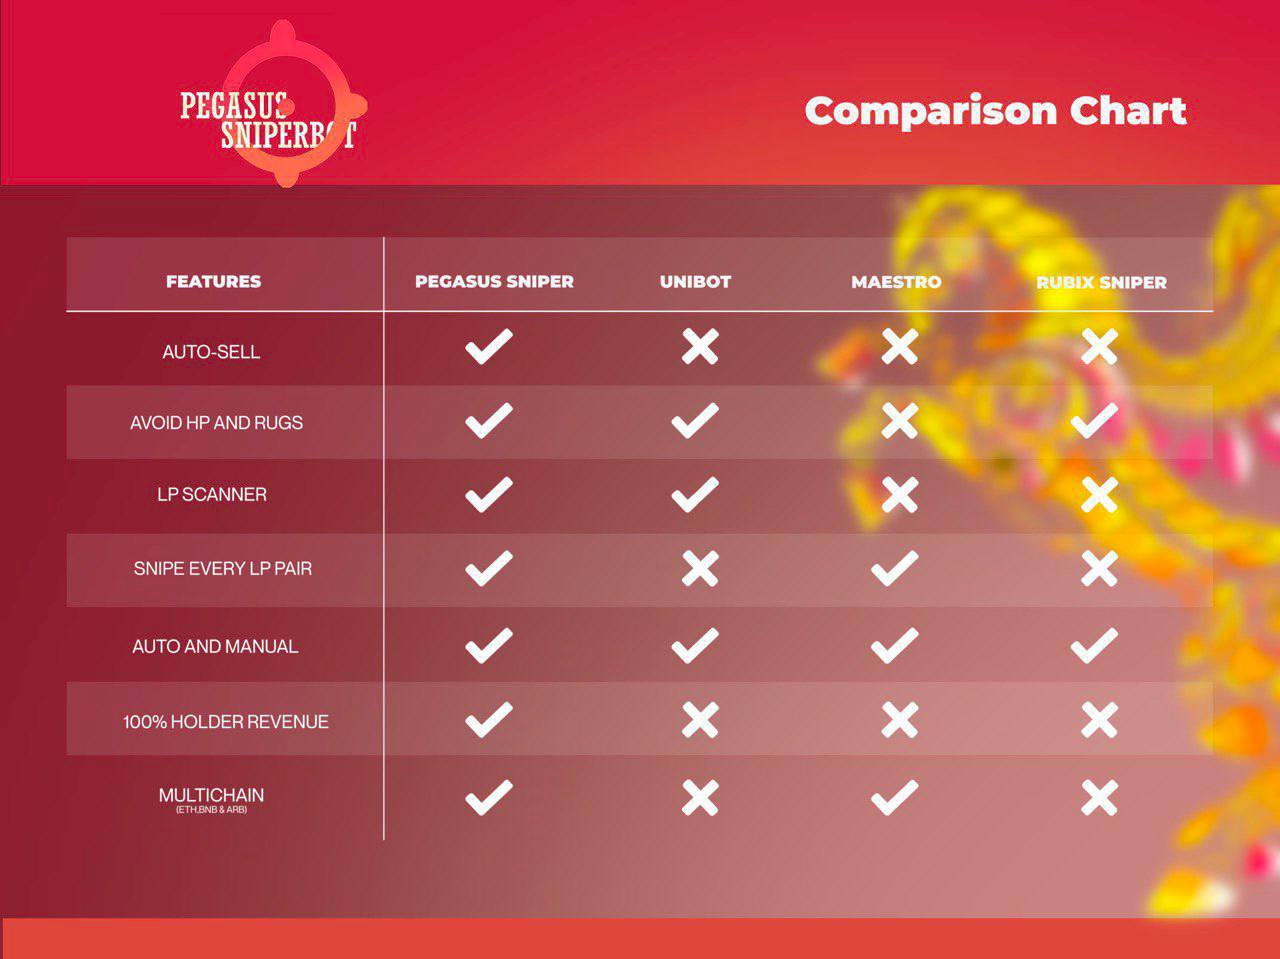 PEGASUS
SNIPERBOT
Comparison Chart
FEATURES PEGASUS SNIPER UNIBOT MAESTRO RUBIX SNIPER
AUTO-SELL
AVOID HP AND RUGS
LP SCANNER
SNIPE EVERY LP PAIR
AUTO AND MANUAL
100% HOLDER REVENUE
MULTICHAIN
(ETH,BNB & ARB)